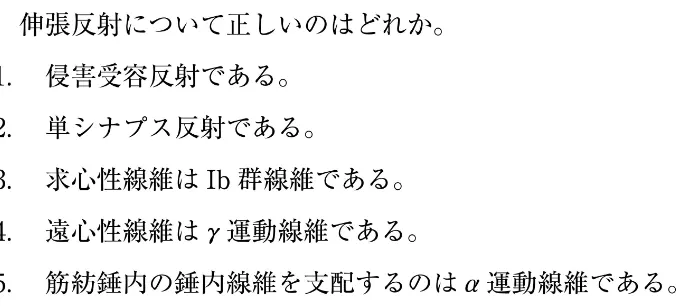 伸張反射について正しいのはどれか。
1. 侵害受容反射である。
2. 単シナプス反射である。
3. 求心性線維は Ib 群線維である。
4. 遠心性線維は γ 運動線維である。
5. 筋紡錘内の錘内線維を支配するのは α 運動線維である。